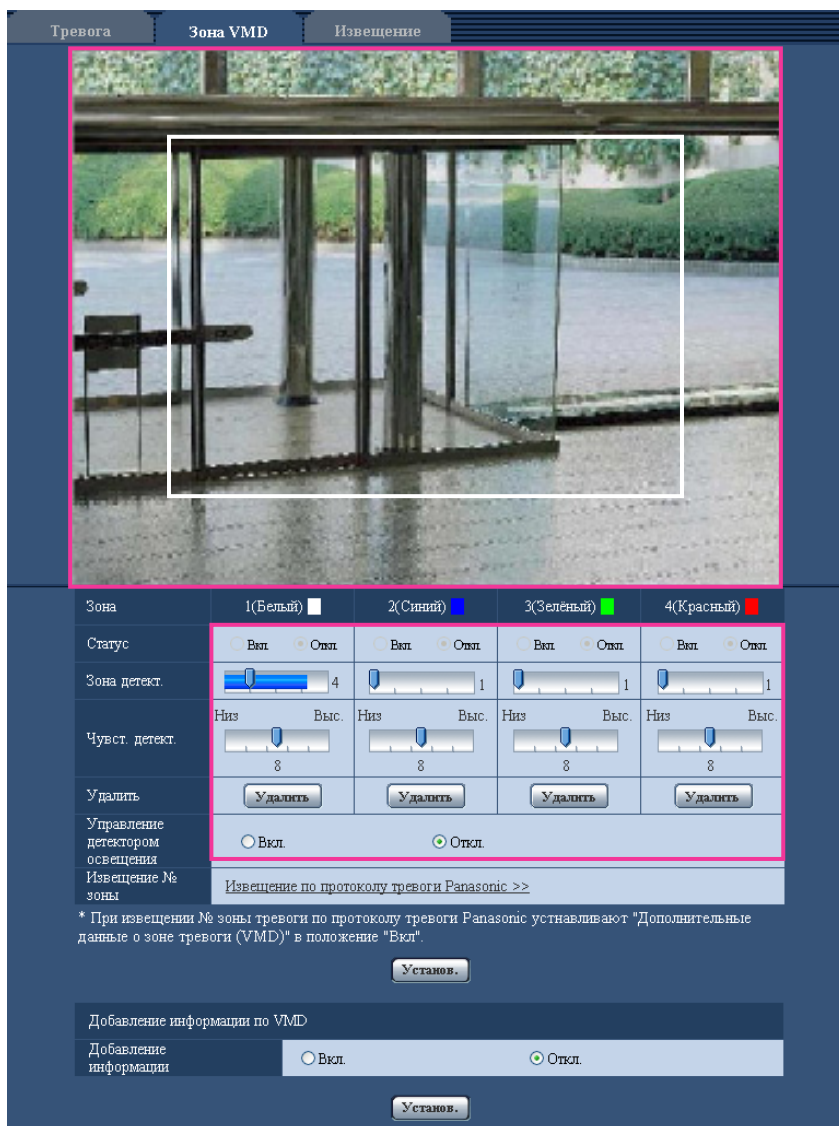 Тревога Зона VMD Извещение
Зона 1(Белый) 2(Синий) 3(Зелёный) 4(Красный)
Статус Вкл. Откл. Вкл. Откл. Вкл. Откл. Вкл. Откл.
Зона детект. 4 1 1 1
Низ Выс. Низ Выс. Низ Выс. Низ Выс.
Чувст. детект.
8 8 8 8
Удалить Удалить Удалить Удалить Удалить
Управление
детектором
освещения
Вкл. Откл.
Извещение №
зоны
Извещение по протоколу тревоги Panasonic >>
* При извещении № зоны тревоги по протоколу тревоги Panasonic устнавливают "Дополнительные
данные о зоне тревоги (VMD)" в положение "Вкл".
Установ.
Добавление информации по VMD
Добавление
информации
Вкл. Откл.
Установ.